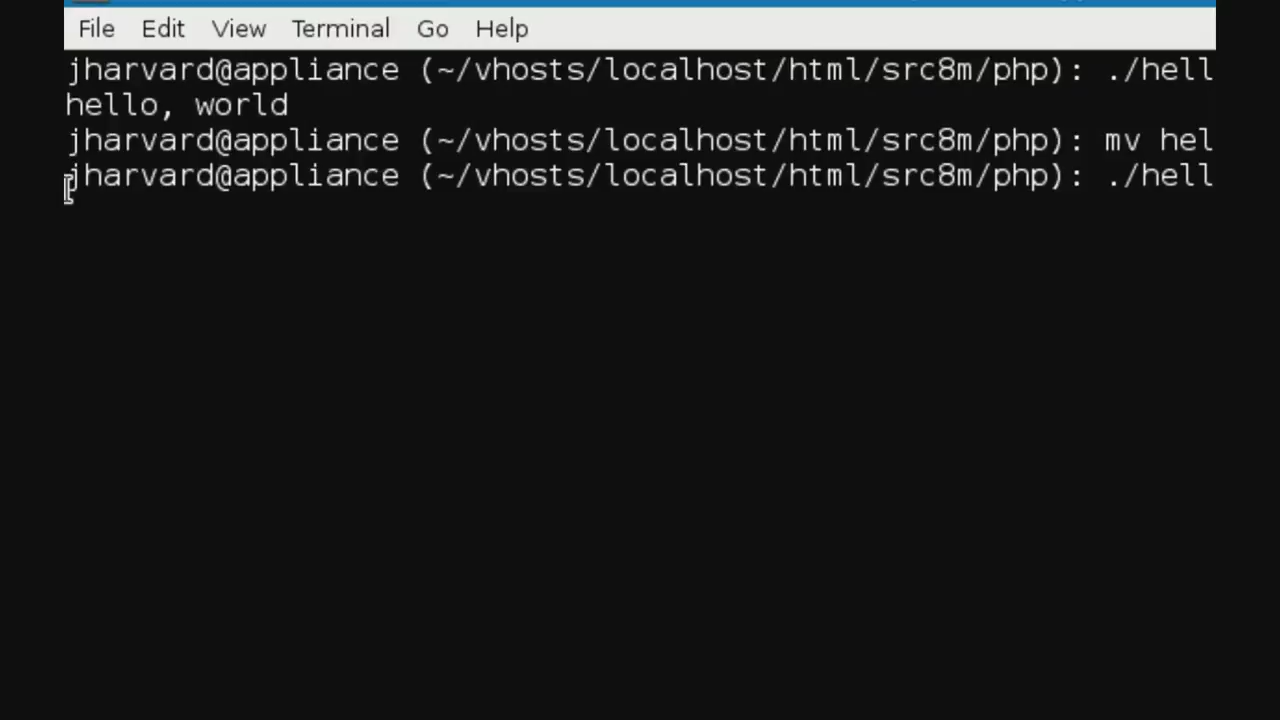 File Edit View Terminal Go Help
jharvard@appliance (~/vhosts/localhost/html/src8m/php): ./hell
hello, world
jharvard@appliance (~/vhosts/localhost/html/src8m/php): mv hel
jharvard@appliance (~/vhosts/localhost/html/src8m/php): ./hell